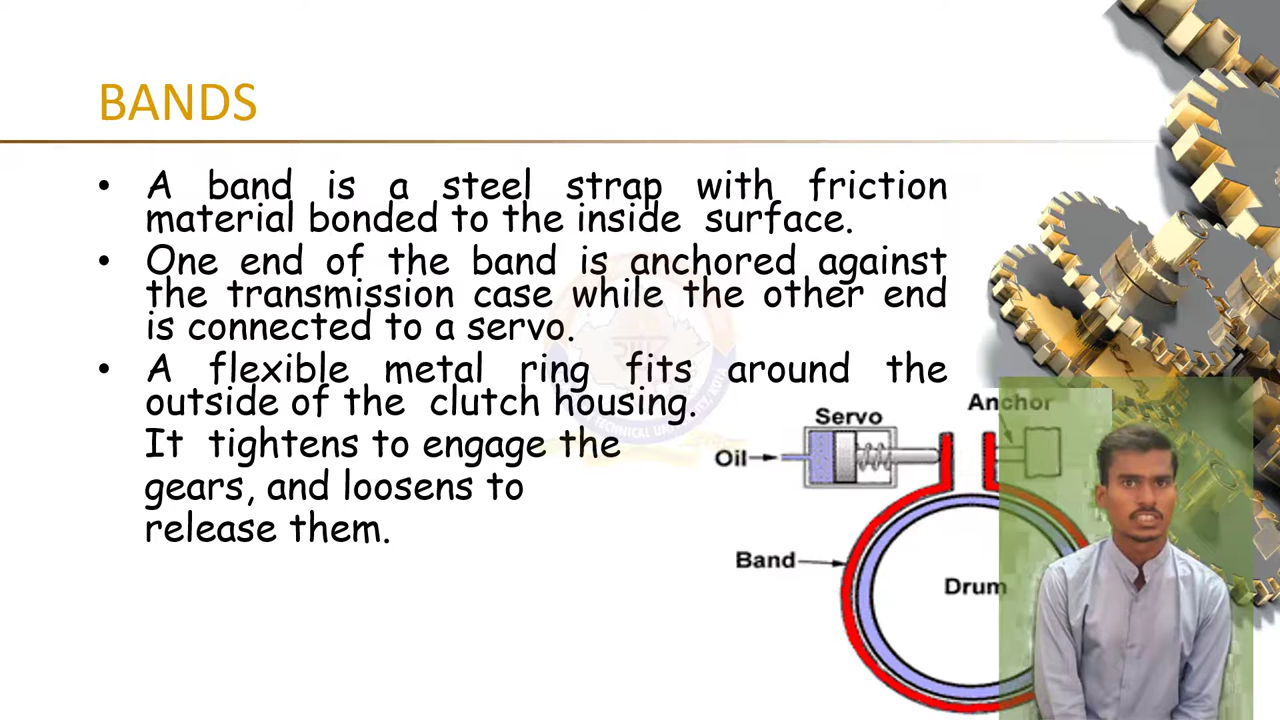 BANDS
• A band is a steel strap with friction
material bonded to the inside surface.
• One end of the band is anchored against
the transmission case while the other end
is connected to a servo.
• A flexible metal ring fits around the
outside of the clutch housing.
It tightens to engage the
gears, and loosens to
release them.
Servo
Anchor
Oil
Band
Drum
TECHNICAL UNIVERSITY, KOTA